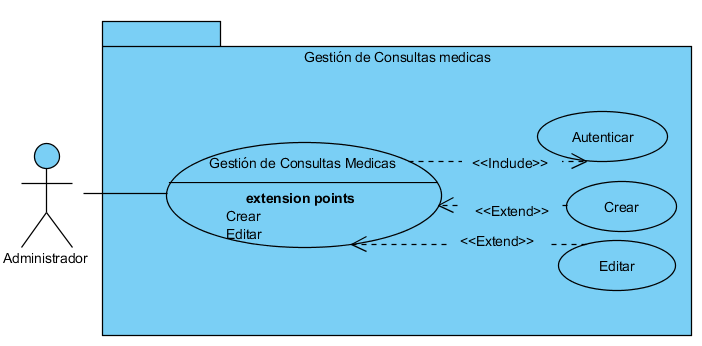 Gestión de Consultas medicas
Autenticar
Gestión de Consultas Medicas
<<Include>>
extension points
Crear
Editar
<<Extend>>
Crear
<<Extend>>
Editar
Administrador